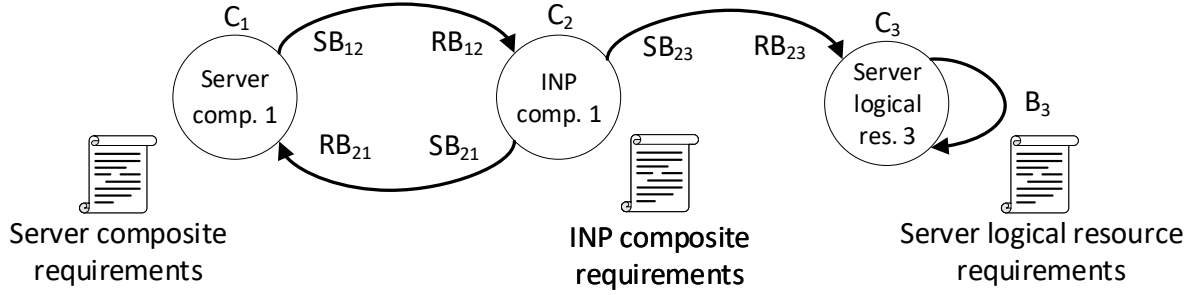 C₁
C₂
C₃
SB₁₂
RB₁₂
SB₂₃
RB₂₃
Server
comp. 1
INP
comp. 1
Server
logical
res. 3
B₃
RB₂₁
SB₂₁
Server composite
requirements
INP composite
requirements
Server logical resource
requirements